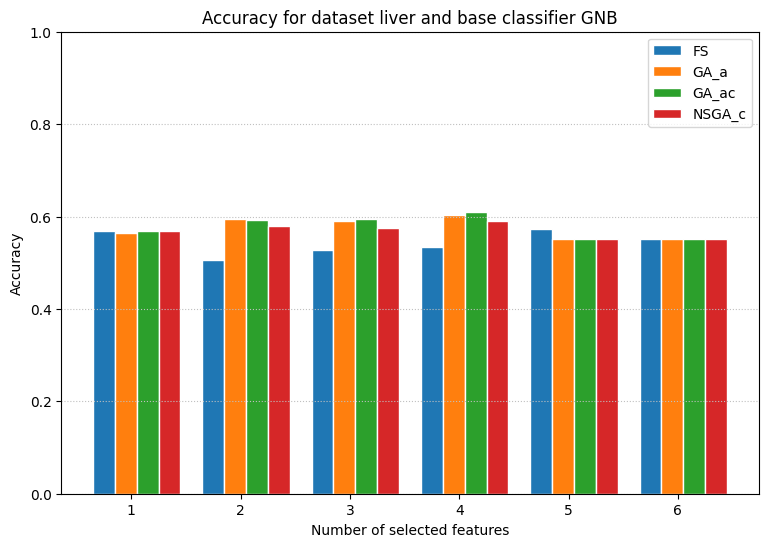 Accuracy for dataset liver and base classifier GNB
FS
GA_a
GA_ac
NSGA_c
Accuracy
1.0
0.8
0.6
0.4
0.2
0.0
1 2 3 4 5 6
Number of selected features